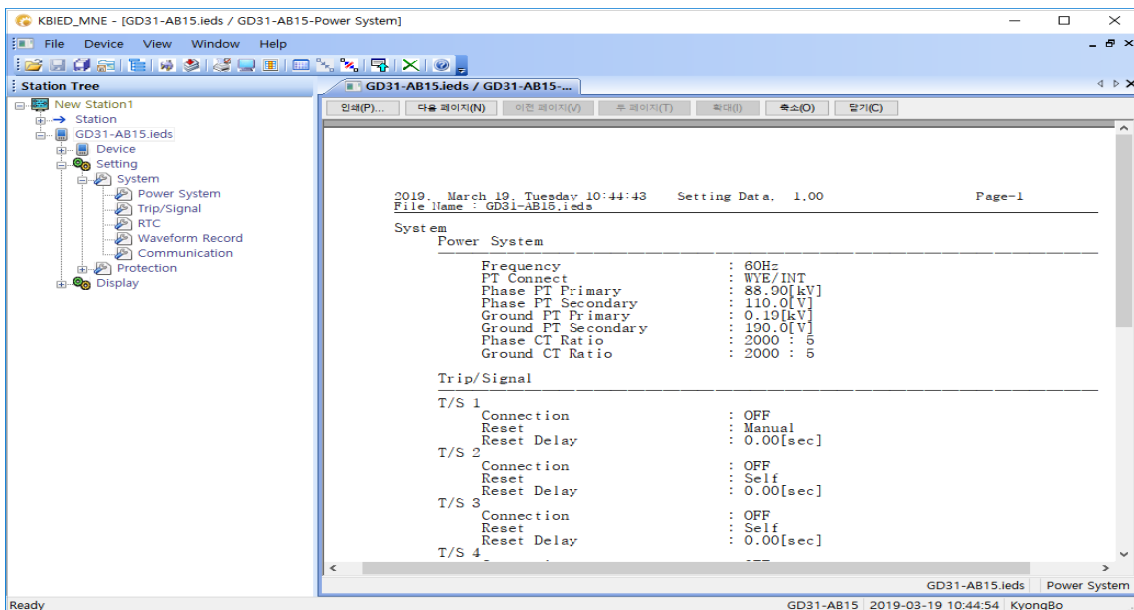 KBIED_MNE - [GD31-AB15.ieds / GD31-AB15-Power System]
File Device View Window Help
Station Tree
GD31-AB15.ieds / GD31-AB15-...
New Station1
Station
GD31-AB15.ieds
Device
Setting
System
Power System
Trip/Signal
RTC
Waveform Record
Communication
Protection
Display
인쇄(P)... 다음 페이지(N) 이전 페이지(V) 두 페이지(T) 확대(I) 축소(O) 닫기(C)
2019. March 19, Tuesday 10:44:43 Setting Data, 1.00 Page-1
File Name : GD31-AB15.ieds
System
Power System
Frequency : 60Hz
PT Connect : WYE/INT
Phase PT Primary : 88.90[kV]
Phase PT Secondary : 110.0[V]
Ground PT Primary : 0.19[kV]
Ground PT Secondary : 190.0[V]
Phase CT Ratio : 2000 : 5
Ground CT Ratio : 2000 : 5
Trip/Signal
T/S 1
Connection : OFF
Reset : Manual
Reset Delay : 0.00[sec]
T/S 2
Connection : OFF
Reset : Self
Reset Delay : 0.00[sec]
T/S 3
Connection : OFF
Reset : Self
Reset Delay : 0.00[sec]
T/S 4
GD31-AB15.ieds Power System
Ready GD31-AB15 2019-03-19 10:44:54 KyongBo